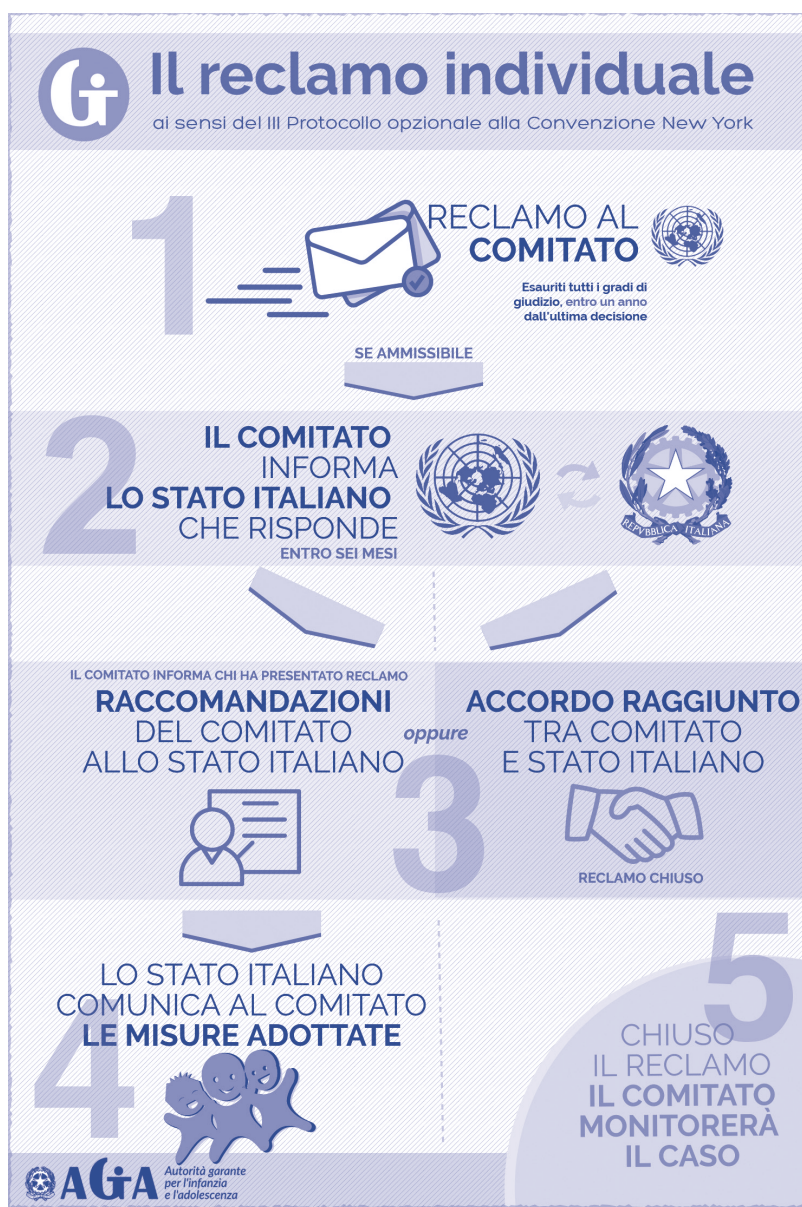 Il reclamo individuale
ai sensi del III Protocollo opzionale alla Convenzione New York
1
RECLAMO AL
COMITATO
Esauriti tutti i gradi di
giudizio, entro un anno
dall'ultima decisione
SE AMMISSIBILE
2
IL COMITATO
INFORMA
LO STATO ITALIANO
CHE RISPONDE
ENTRO SEI MESI
REPVBBLICA ITALIANA
IL COMITATO INFORMA CHI HA PRESENTATO RECLAMO
RACCOMANDAZIONI
DEL COMITATO
ALLO STATO ITALIANO
oppure
3
ACCORDO RAGGIUNTO
TRA COMITATO
E STATO ITALIANO
RECLAMO CHIUSO
4
LO STATO ITALIANO
COMUNICA AL COMITATO
LE MISURE ADOTTATE
5
CHIUSO
IL RECLAMO
IL COMITATO
MONITORERÀ
IL CASO
AGIA
Autorità garante
per l'infanzia
e l'adolescenza